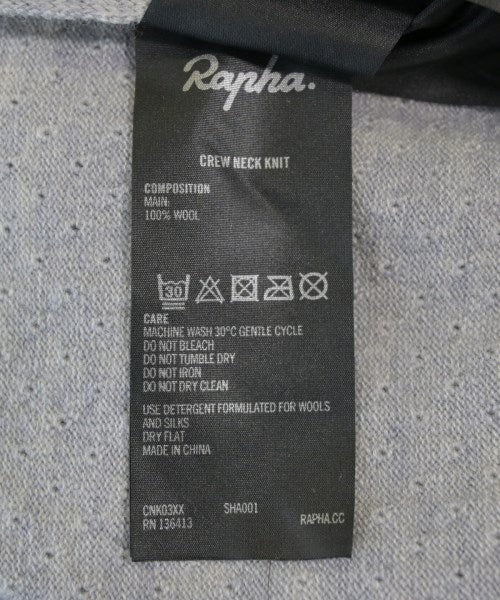 Rapha.
CREW NECK KNIT
COMPOSITION
MAIN:
100% WOOL
30
CARE
MACHINE WASH 30°C GENTLE CYCLE
DO NOT BLEACH
DO NOT TUMBLE DRY
DO NOT IRON
DO NOT DRY CLEAN
USE DETERGENT FORMULATED FOR WOOLS
AND SILKS
DRY FLAT
MADE IN CHINA
CNK03XX SHA001
RN 136413 RAPHA.CC